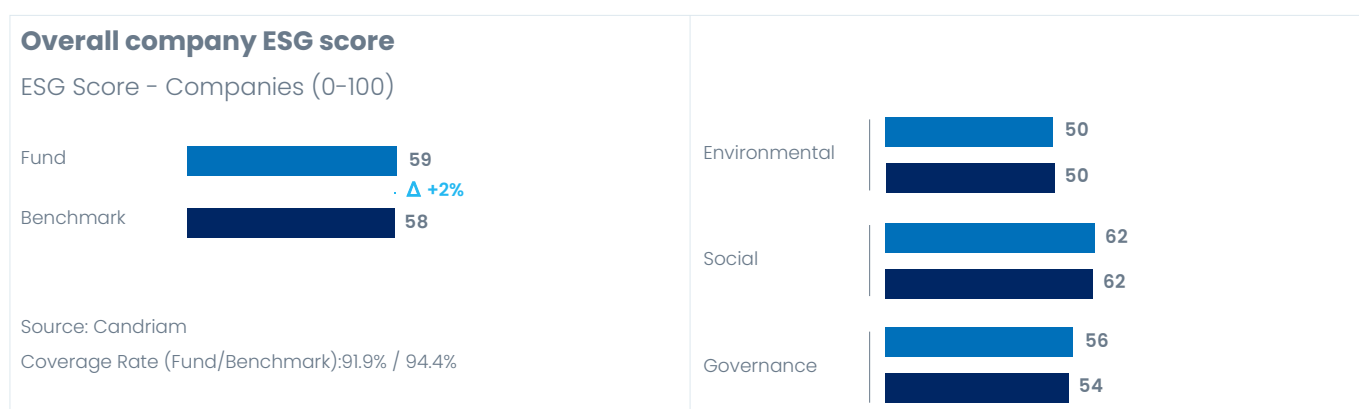 Overall company ESG score
ESG Score - Companies (0-100)
Fund
59
Δ +2%
Benchmark
58
Source: Candriam
Coverage Rate (Fund/Benchmark):91.9% / 94.4%
Environmental
50
50
Social
62
62
Governance
56
54